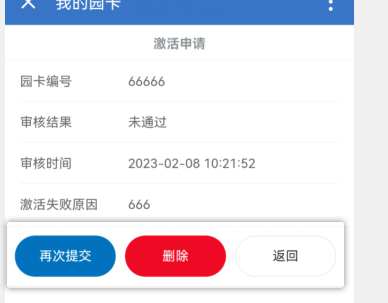 我的园卡
激活申请
园卡编号 66666
审核结果 未通过
审核时间 2023-02-08 10:21:52
激活失败原因 666
再次提交 删除 返回